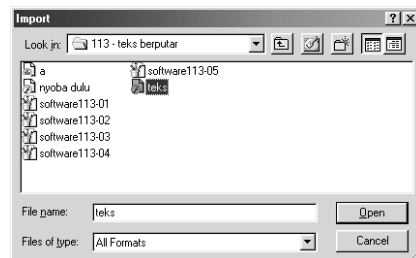 Import
Look in: 113 - teks berputar
a
nyoba dulu
software113-01
software113-02
software113-03
software113-04
software113-05
teks
File name: teks Open
Files of type: All Formats Cancel